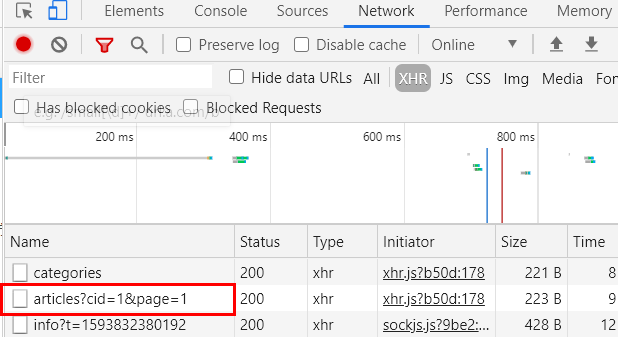 Elements Console Sources Network Performance Memory
Preserve log Disable cache Online
Filter Hide data URLs All XHR JS CSS Img Media Fon
Has blocked cookies Blocked Requests
200 ms 400 ms 600 ms 800 ms
Name Status Type Initiator Size Time
categories 200 xhr xhr.js?b50d:178 221 B 8
articles?cid=1&page=1 200 xhr xhr.js?b50d:178 223 B 9
info?t=1593832380192 200 xhr sockjs.js?9be2:... 428 B 12